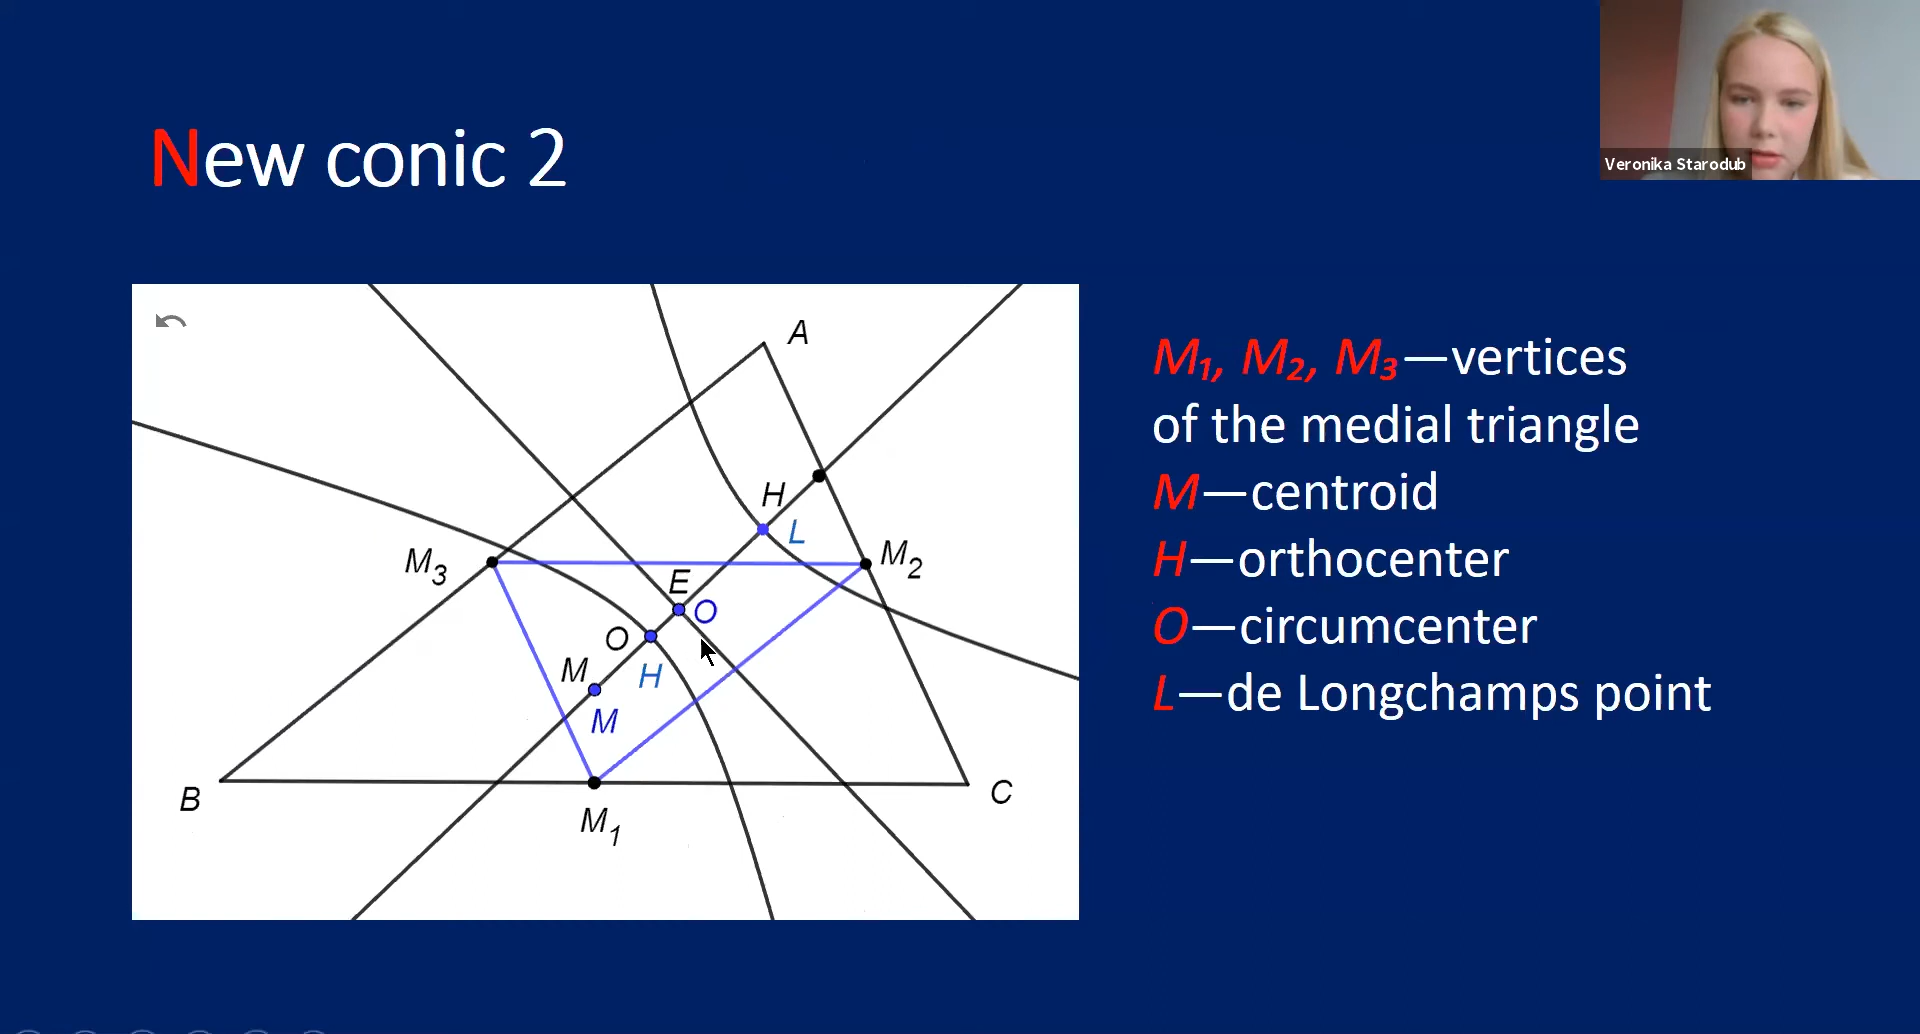 Veronika Starodub
New conic 2
A
H
L
M3
M2
E
O
O
M
H
M
B
C
M1
M₁, M₂, M₃—vertices
of the medial triangle
M—centroid
H—orthocenter
O—circumcenter
L—de Longchamps point